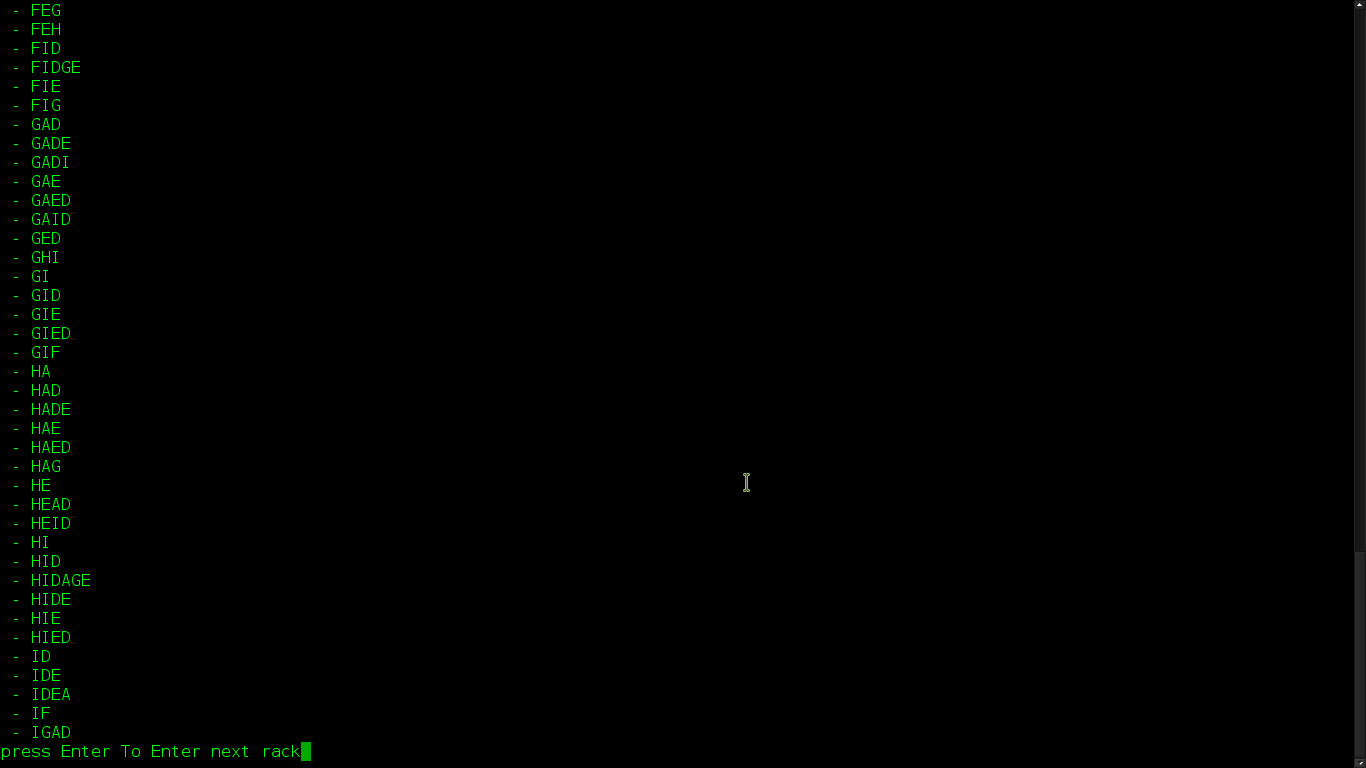 - FEG
- FEH
- FID
- FIDGE
- FIE
- FIG
- GAD
- GADE
- GADI
- GAE
- GAED
- GAID
- GED
- GHI
- GI
- GID
- GIE
- GIED
- GIF
- HA
- HAD
- HADE
- HAE
- HAED
- HAG
- HE
- HEAD
- HEID
- HI
- HID
- HIDAGE
- HIDE
- HIE
- HIED
- ID
- IDE
- IDEA
- IF
- IGAD
press Enter To Enter next rack